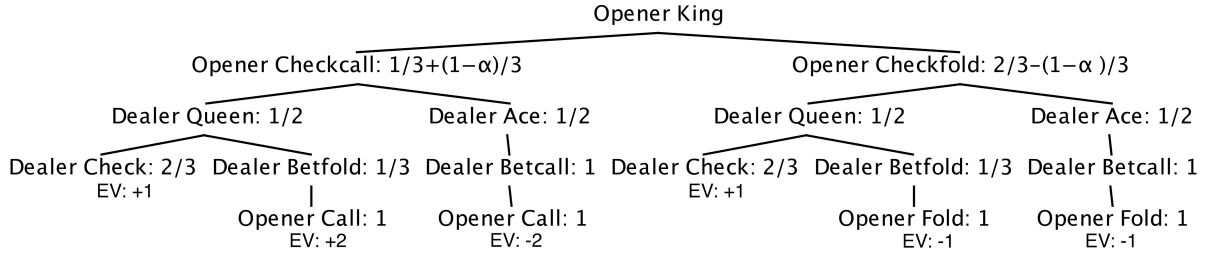 Opener King
Opener Checkcall: 1/3+(1−α)/3 Opener Checkfold: 2/3−(1−α )/3
Dealer Queen: 1/2 Dealer Ace: 1/2 Dealer Queen: 1/2 Dealer Ace: 1/2
Dealer Check: 2/3 Dealer Betfold: 1/3 Dealer Betcall: 1 Dealer Check: 2/3 Dealer Betfold: 1/3 Dealer Betcall: 1
EV: +1 EV: +1
Opener Call: 1 Opener Call: 1 Opener Fold: 1 Opener Fold: 1
EV: +2 EV: -2 EV: -1 EV: -1